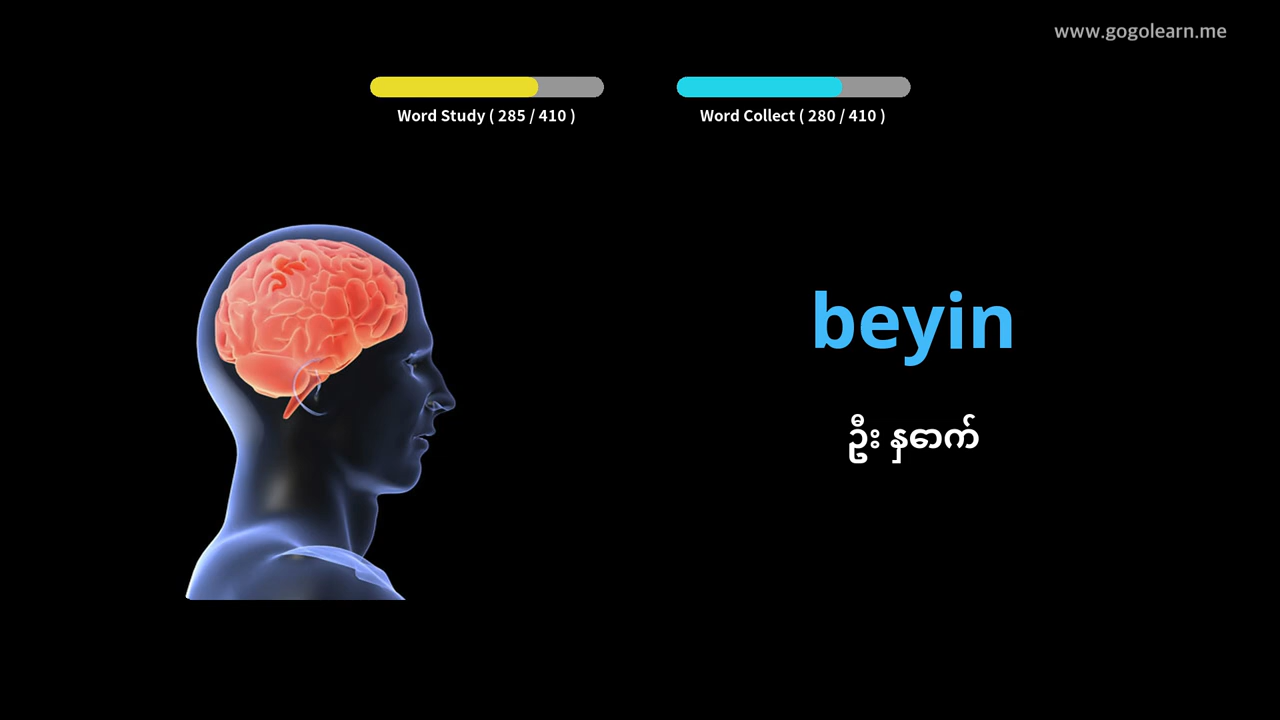 www.gogolearn.me
Word Study ( 285 / 410 )
Word Collect ( 280 / 410 )
beyin
ဦး နှောက်